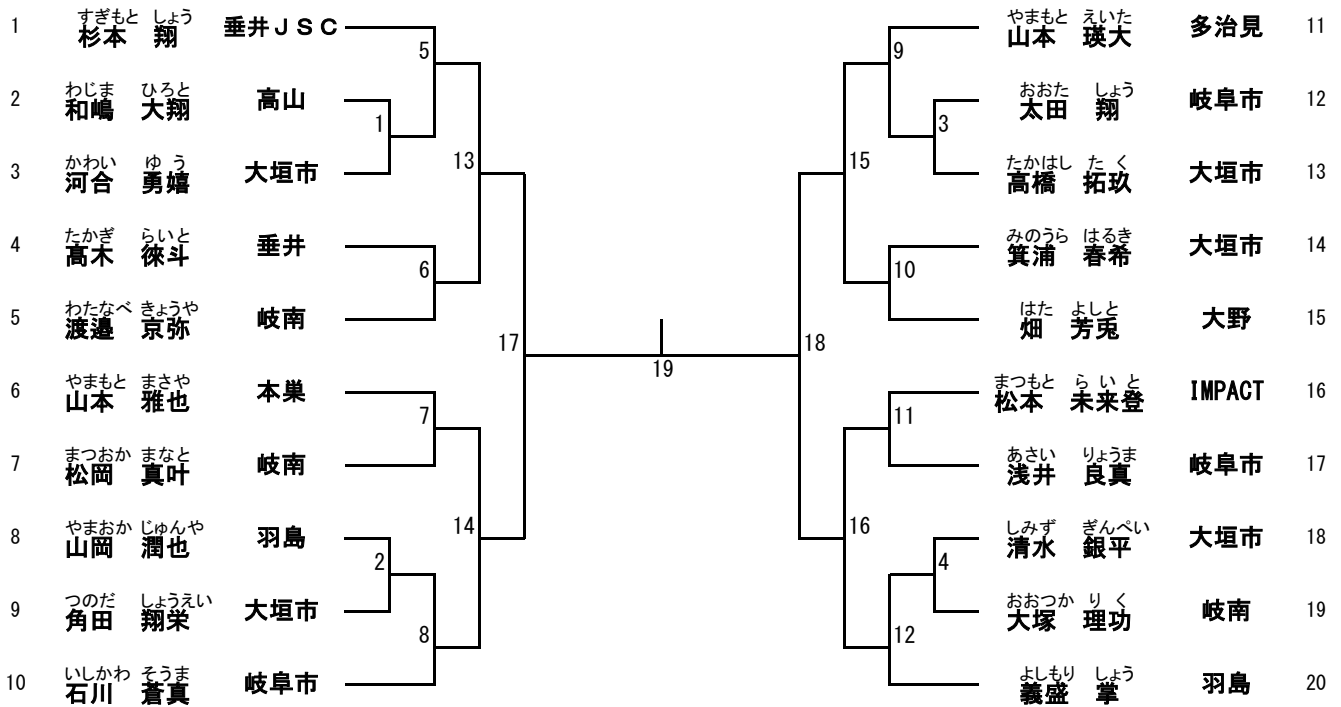 すぎもと しょう
1 杉本 翔 垂井JSC
わじま ひろと
2 和嶋 大翔 高山
かわい ゆう
3 河合 勇嬉 大垣市
たかぎ らいと
4 髙木 徠斗 垂井
わたなべ きょうや
5 渡邉 京弥 岐南
やまもと まさや
6 山本 雅也 本巣
まつおか まなと
7 松岡 真叶 岐南
やまおか じゅんや
8 山岡 潤也 羽島
つのだ しょうえい
9 角田 翔栄 大垣市
いしかわ そうま
10 石川 蒼真 岐阜市
5
1
13
6
17
7
14
2
8
19
9
3
15
10
18
11
16
4
12
やまもと えいた
山本 瑛大 多治見 11
おおた しょう
太田 翔 岐阜市 12
たかはし たく
高橋 拓玖 大垣市 13
みのうら はるき
箕浦 春希 大垣市 14
はた よしと
畑 芳兎 大野 15
まつもと らいと
松本 未来登 IMPACT 16
あさい りょうま
浅井 良真 岐阜市 17
しみず ぎんぺい
清水 銀平 大垣市 18
おおつか りく
大塚 理功 岐南 19
よしもり しょう
義盛 掌 羽島 20